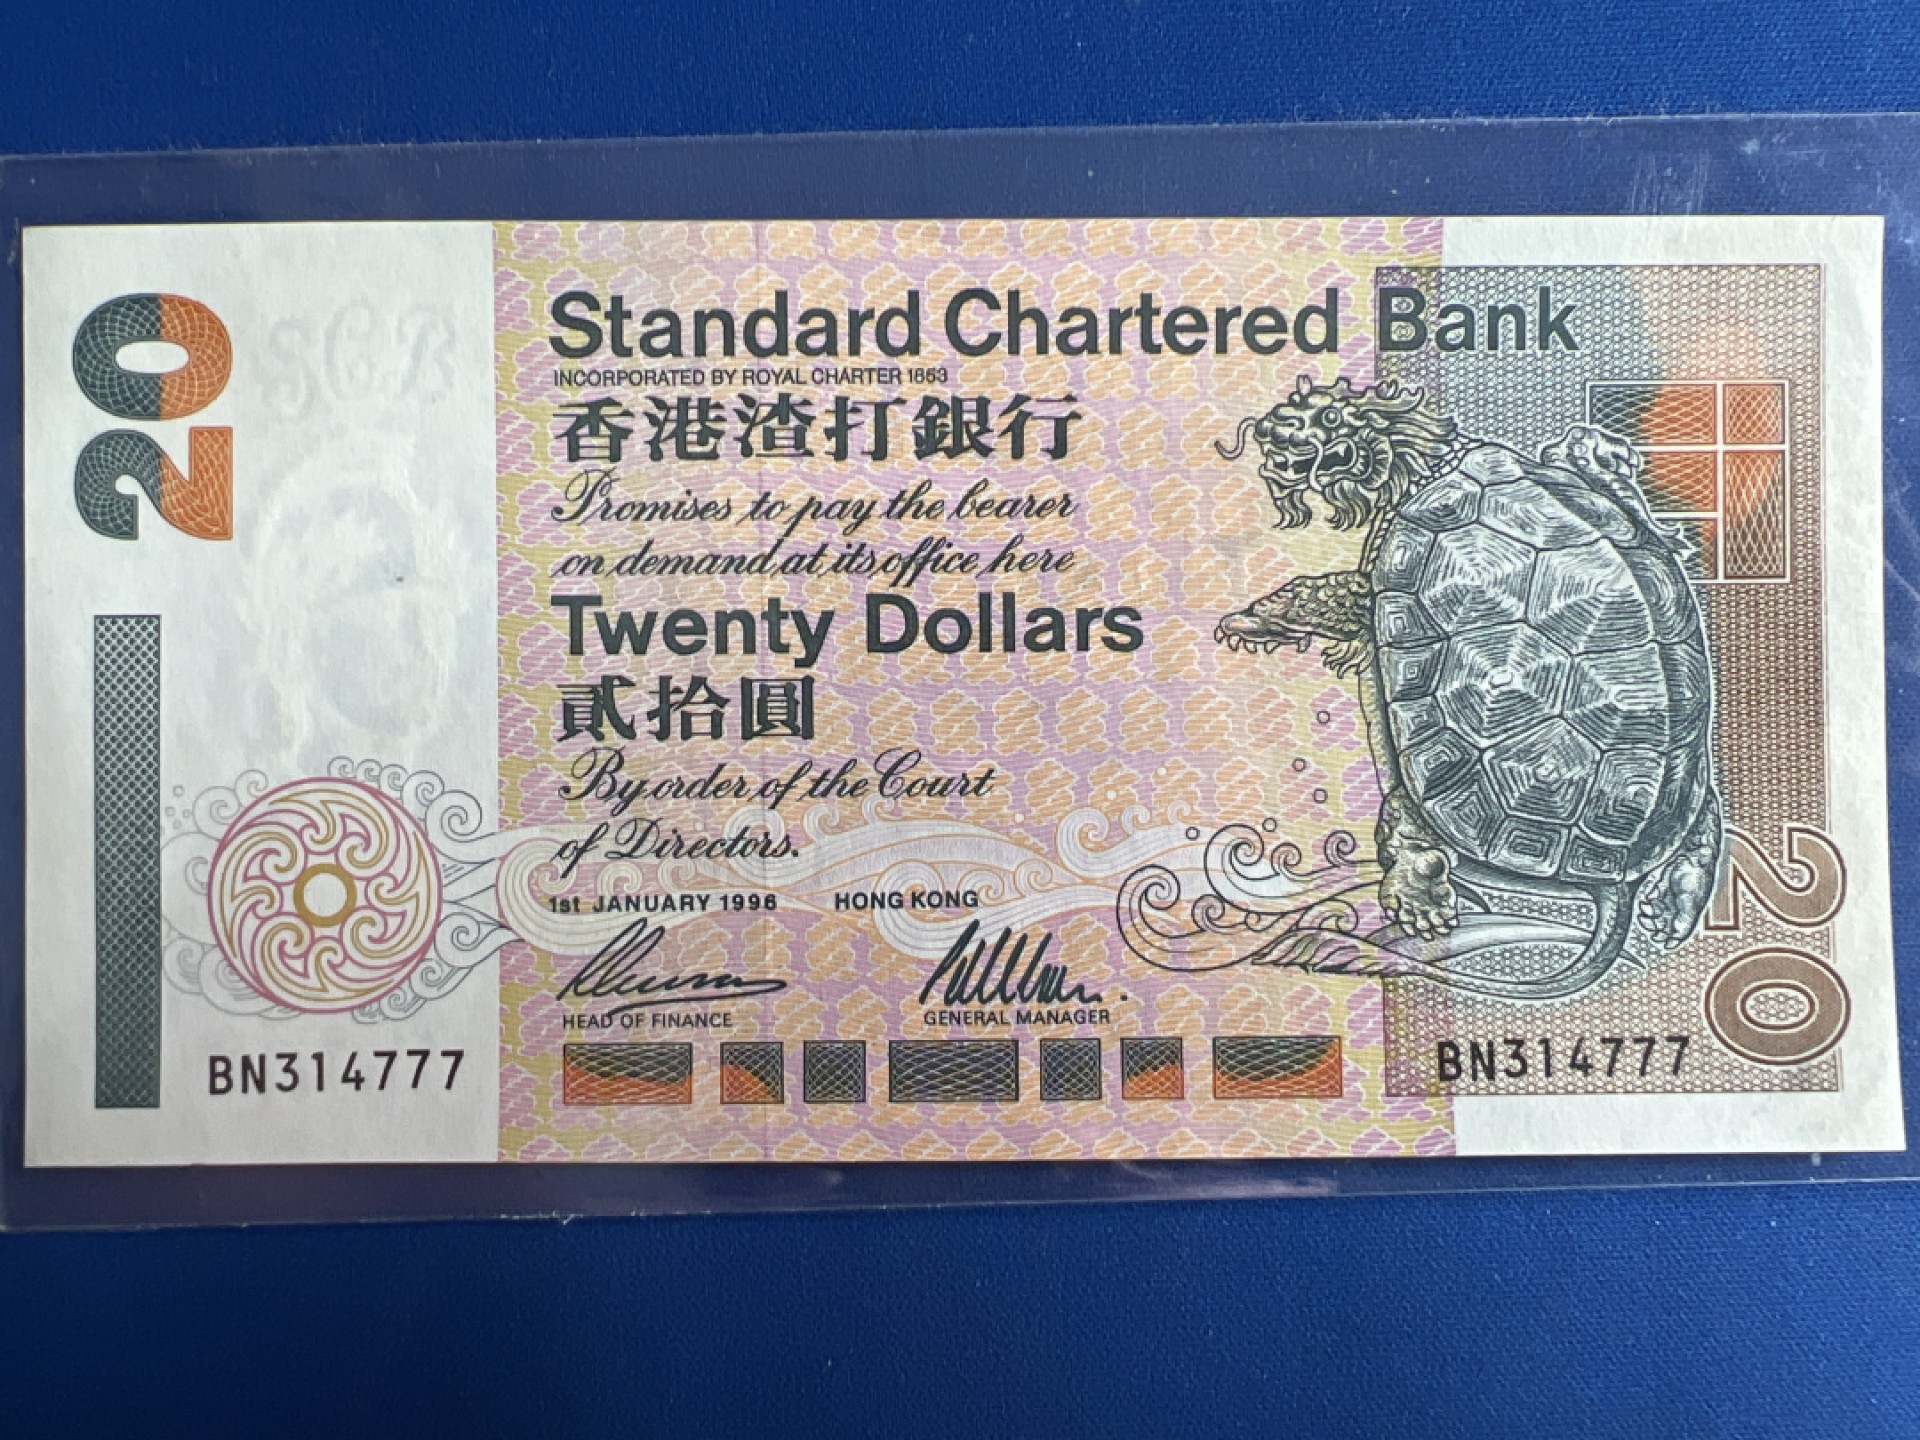 20
SCB
Standard Chartered Bank
INCORPORATED BY ROYAL CHARTER 1853
香港渣打銀行
Promises to pay the bearer
on demand at its office here
Twenty Dollars
貳拾圓
By order of the Court
of Directors.
1st JANUARY 1996 HONG KONG
HEAD OF FINANCE GENERAL MANAGER
BN314777 BN314777
20